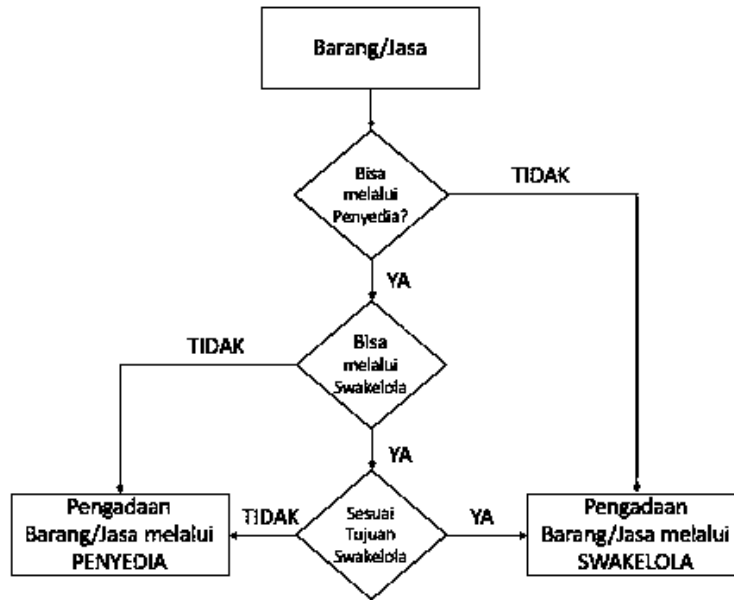 Barang/Jasa
Bisa
melalui
Penyedia?
TIDAK
YA
Bisa
melalui
Swakelola
TIDAK
YA
Pengadaan
Barang/Jasa melalui
PENYEDIA
TIDAK
Sesuai
Tujuan
Swakelola
YA
Pengadaan
Barang/Jasa melalui
SWAKELOLA